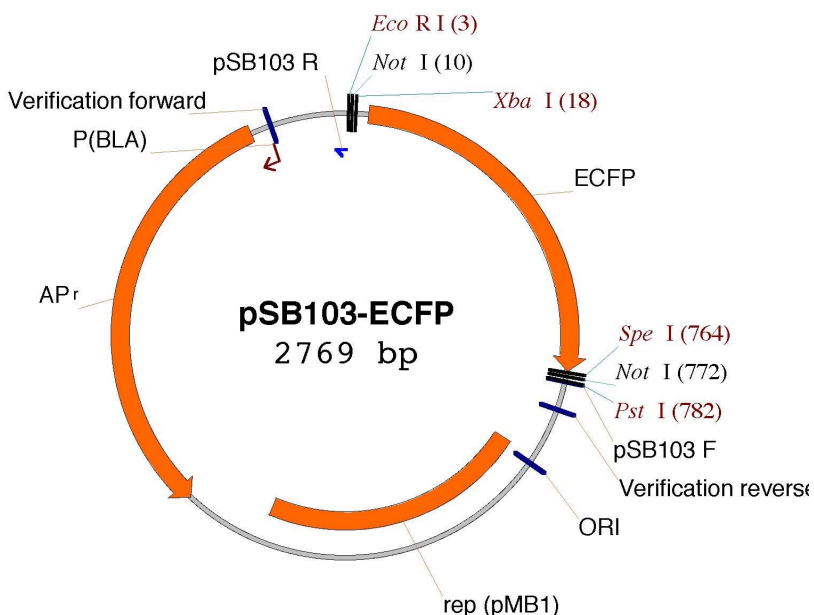 Eco R I (3)
pSB103 R
Not I (10)
Verification forward
Xba I (18)
P(BLA)
ECFP
AP r
pSB103-ECFP
2769 bp
Spe I (764)
Not I (772)
Pst I (782)
pSB103 F
Verification reverse
ORI
rep (pMB1)